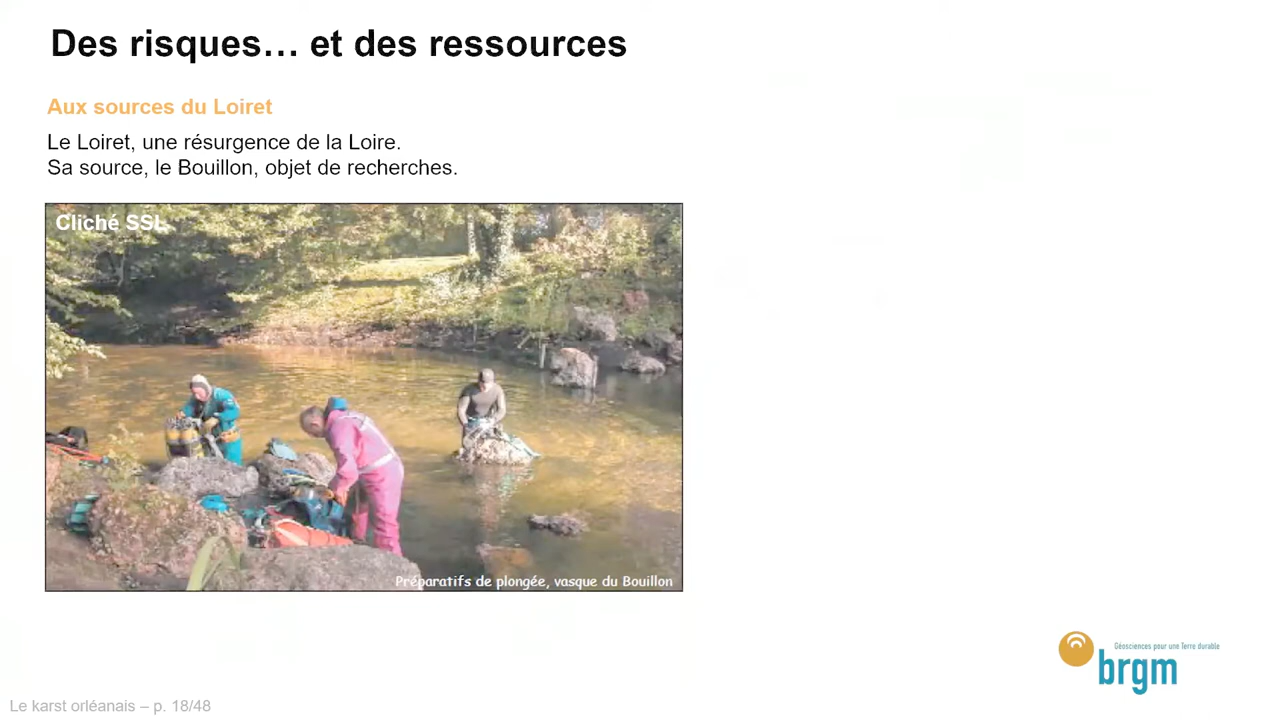 Des risques… et des ressources
Aux sources du Loiret
Le Loiret, une résurgence de la Loire.
Sa source, le Bouillon, objet de recherches.
Cliché SSL
Préparatifs de plongée, vasque du Bouillon
Géosciences pour une Terre durable
brgm
Le karst orléanais – p. 18/48